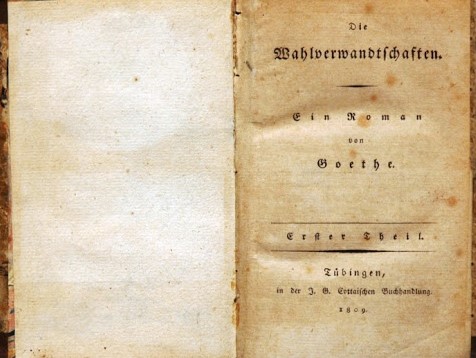 Die
Wahlverwandtschaften.
Ein Roman
von
Goethe.
Erster Theil.
Tübingen,
in der J. G. Cottaischen Buchhandlung.
1809.